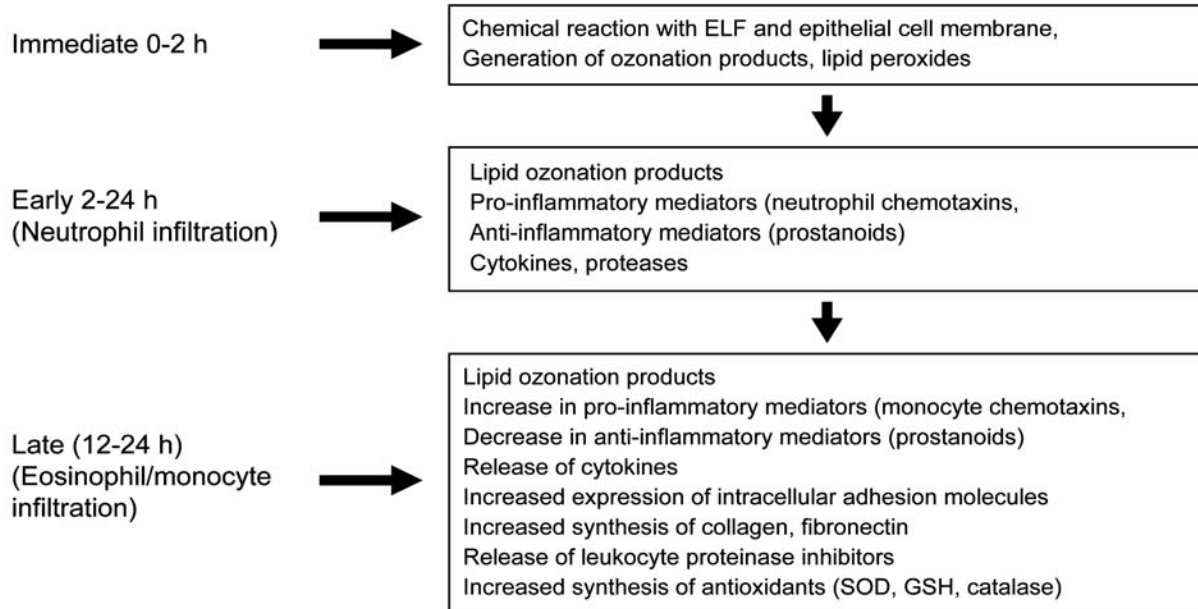 Immediate 0-2 h
Chemical reaction with ELF and epithelial cell membrane,
Generation of ozonation products, lipid peroxides
Early 2-24 h
(Neutrophil infiltration)
Lipid ozonation products
Pro-inflammatory mediators (neutrophil chemotaxins,
Anti-inflammatory mediators (prostanoids)
Cytokines, proteases
Late (12-24 h)
(Eosinophil/monocyte
infiltration)
Lipid ozonation products
Increase in pro-inflammatory mediators (monocyte chemotaxins,
Decrease in anti-inflammatory mediators (prostanoids)
Release of cytokines
Increased expression of intracellular adhesion molecules
Increased synthesis of collagen, fibronectin
Release of leukocyte proteinase inhibitors
Increased synthesis of antioxidants (SOD, GSH, catalase)